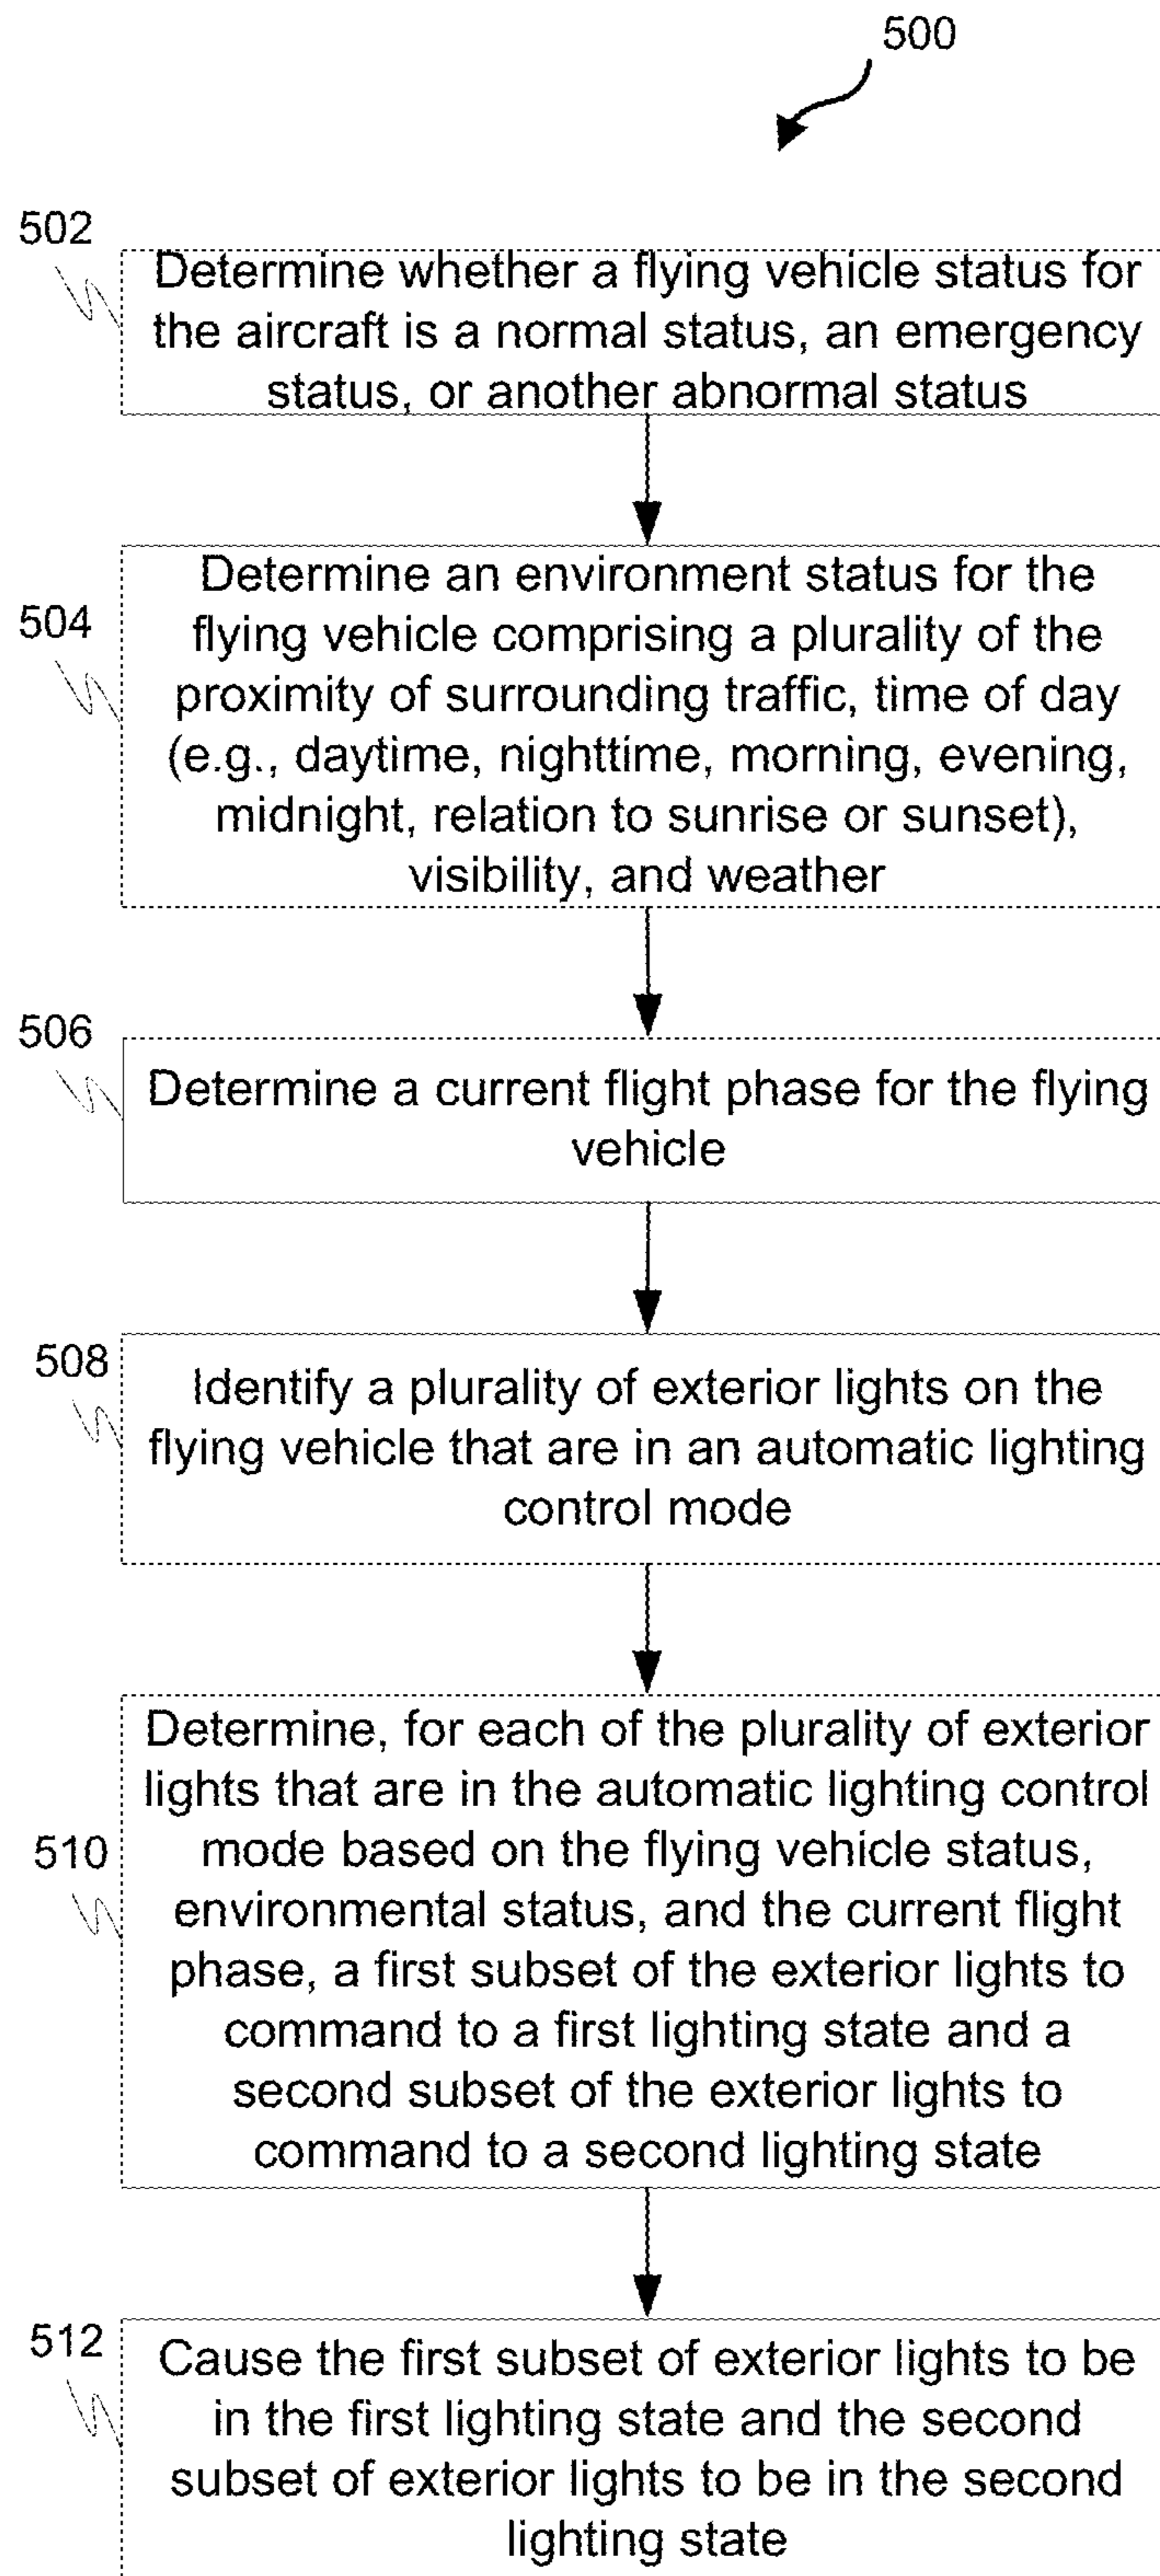 500
502
Determine whether a flying vehicle status for
the aircraft is a normal status, an emergency
status, or another abnormal status
504
Determine an environment status for the
flying vehicle comprising a plurality of the
proximity of surrounding traffic, time of day
(e.g., daytime, nighttime, morning, evening,
midnight, relation to sunrise or sunset),
visibility, and weather
506
Determine a current flight phase for the flying
vehicle
508
Identify a plurality of exterior lights on the
flying vehicle that are in an automatic lighting
control mode
510
Determine, for each of the plurality of exterior
lights that are in the automatic lighting control
mode based on the flying vehicle status,
environmental status, and the current flight
phase, a first subset of the exterior lights to
command to a first lighting state and a
second subset of the exterior lights to
command to a second lighting state
512
Cause the first subset of exterior lights to be
in the first lighting state and the second
subset of exterior lights to be in the second
lighting state